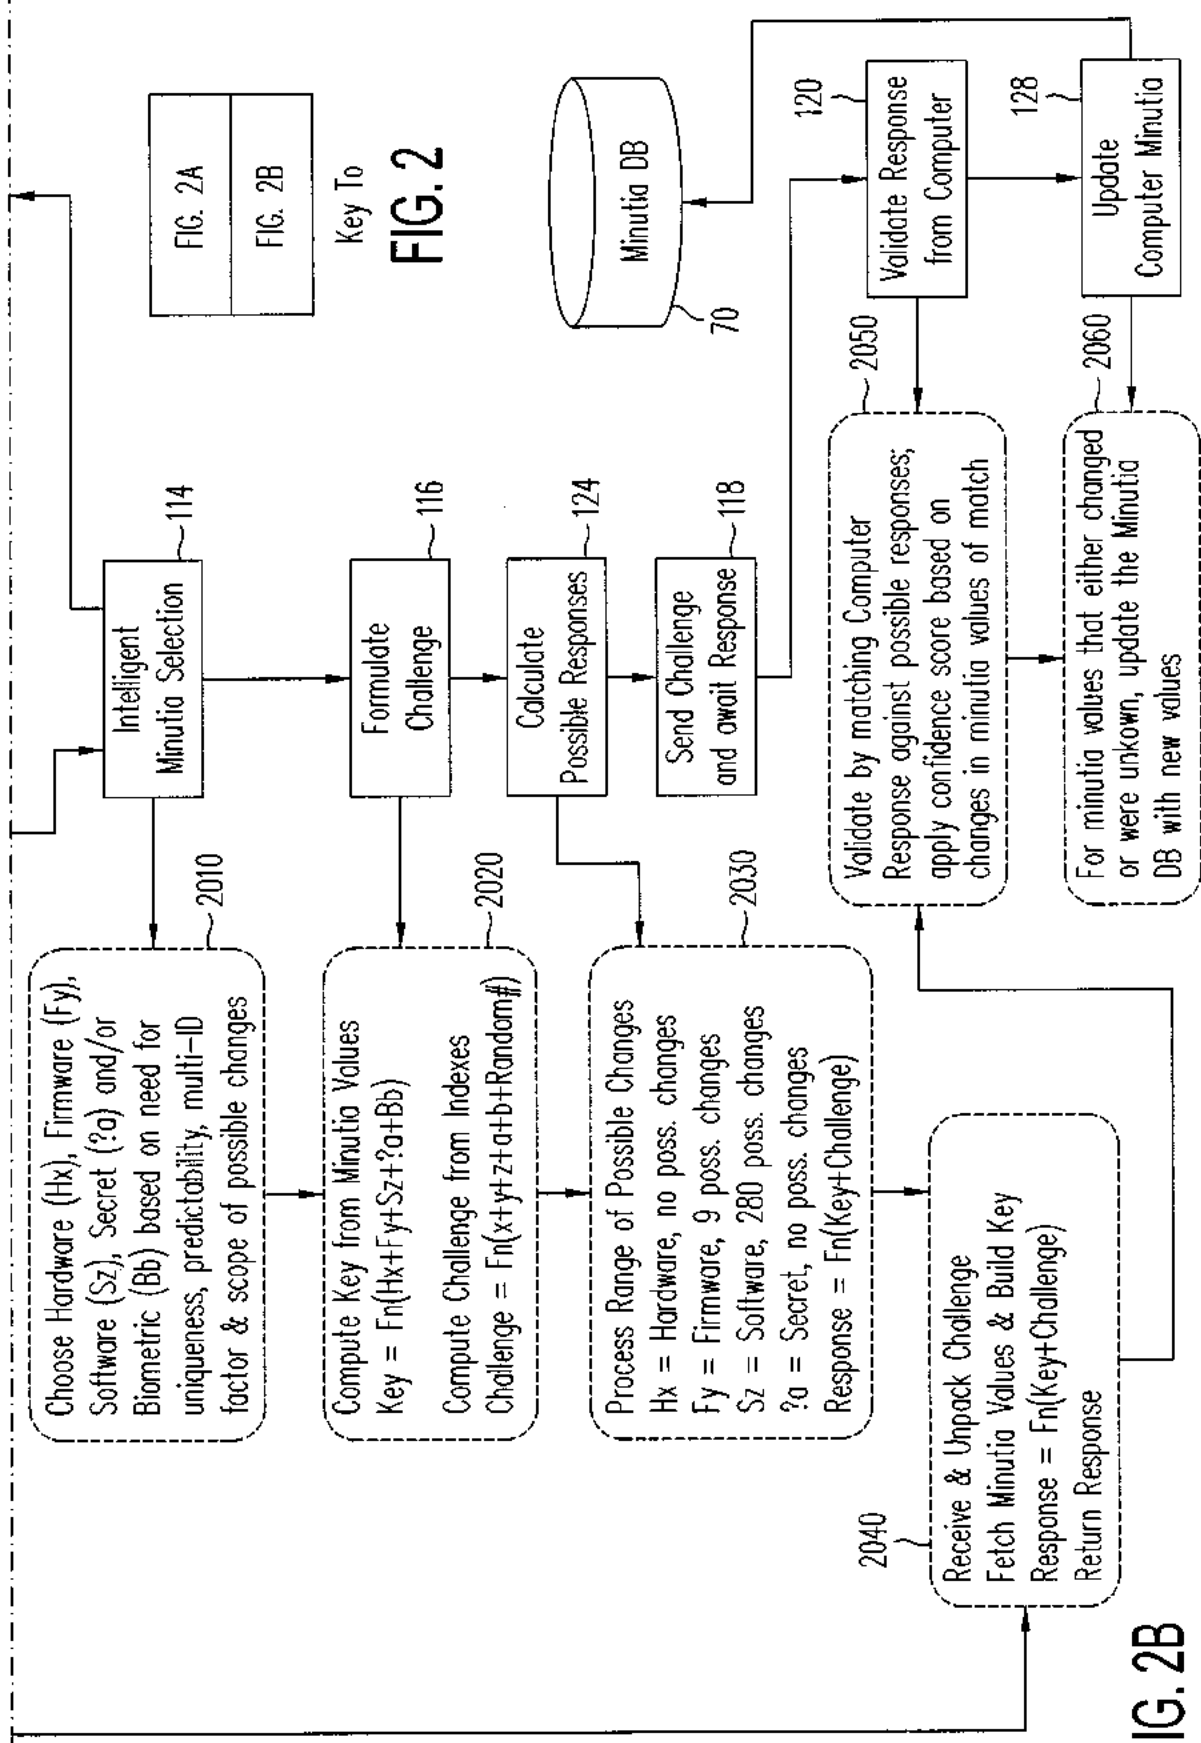 Intelligent
Minutia Selection
114
Choose Hardware (Hx), Firmware (Fy),
Software (Sz), Secret (?a) and/or
Biometric (Bb) based on need for
uniqueness, predictability, multi-ID
factor & scope of possible changes
2010
FIG. 2A
FIG. 2B
Key To
FIG. 2
Formulate
Challenge
116
Compute Key from Minutia Values
Key = Fn(Hx+Fy+Sz+?a+Bb)
Compute Challenge from Indexes
Challenge = Fn(x+y+z+a+b+Random#)
2020
Calculate
Possible Responses
124
Process Range of Possible Changes
Hx = Hardware, no poss. changes
Fy = Firmware, 9 poss. changes
Sz = Software, 280 poss. changes
?a = Secret, no poss. changes
Response = Fn(Key+Challenge)
2030
Send Challenge
and await Response
118
Minutia DB
70
2040
Receive & Unpack Challenge
Fetch Minutia Values & Build Key
Response = Fn(Key+Challenge)
Return Response
Validate by matching Computer
Response against possible responses;
apply confidence score based on
changes in minutia values of match
2050
Validate Response
from Computer
120
For minutia values that either changed
or were unkown, update the Minutia
DB with new values
2060
Update
Computer Minutia
128
IG. 2B